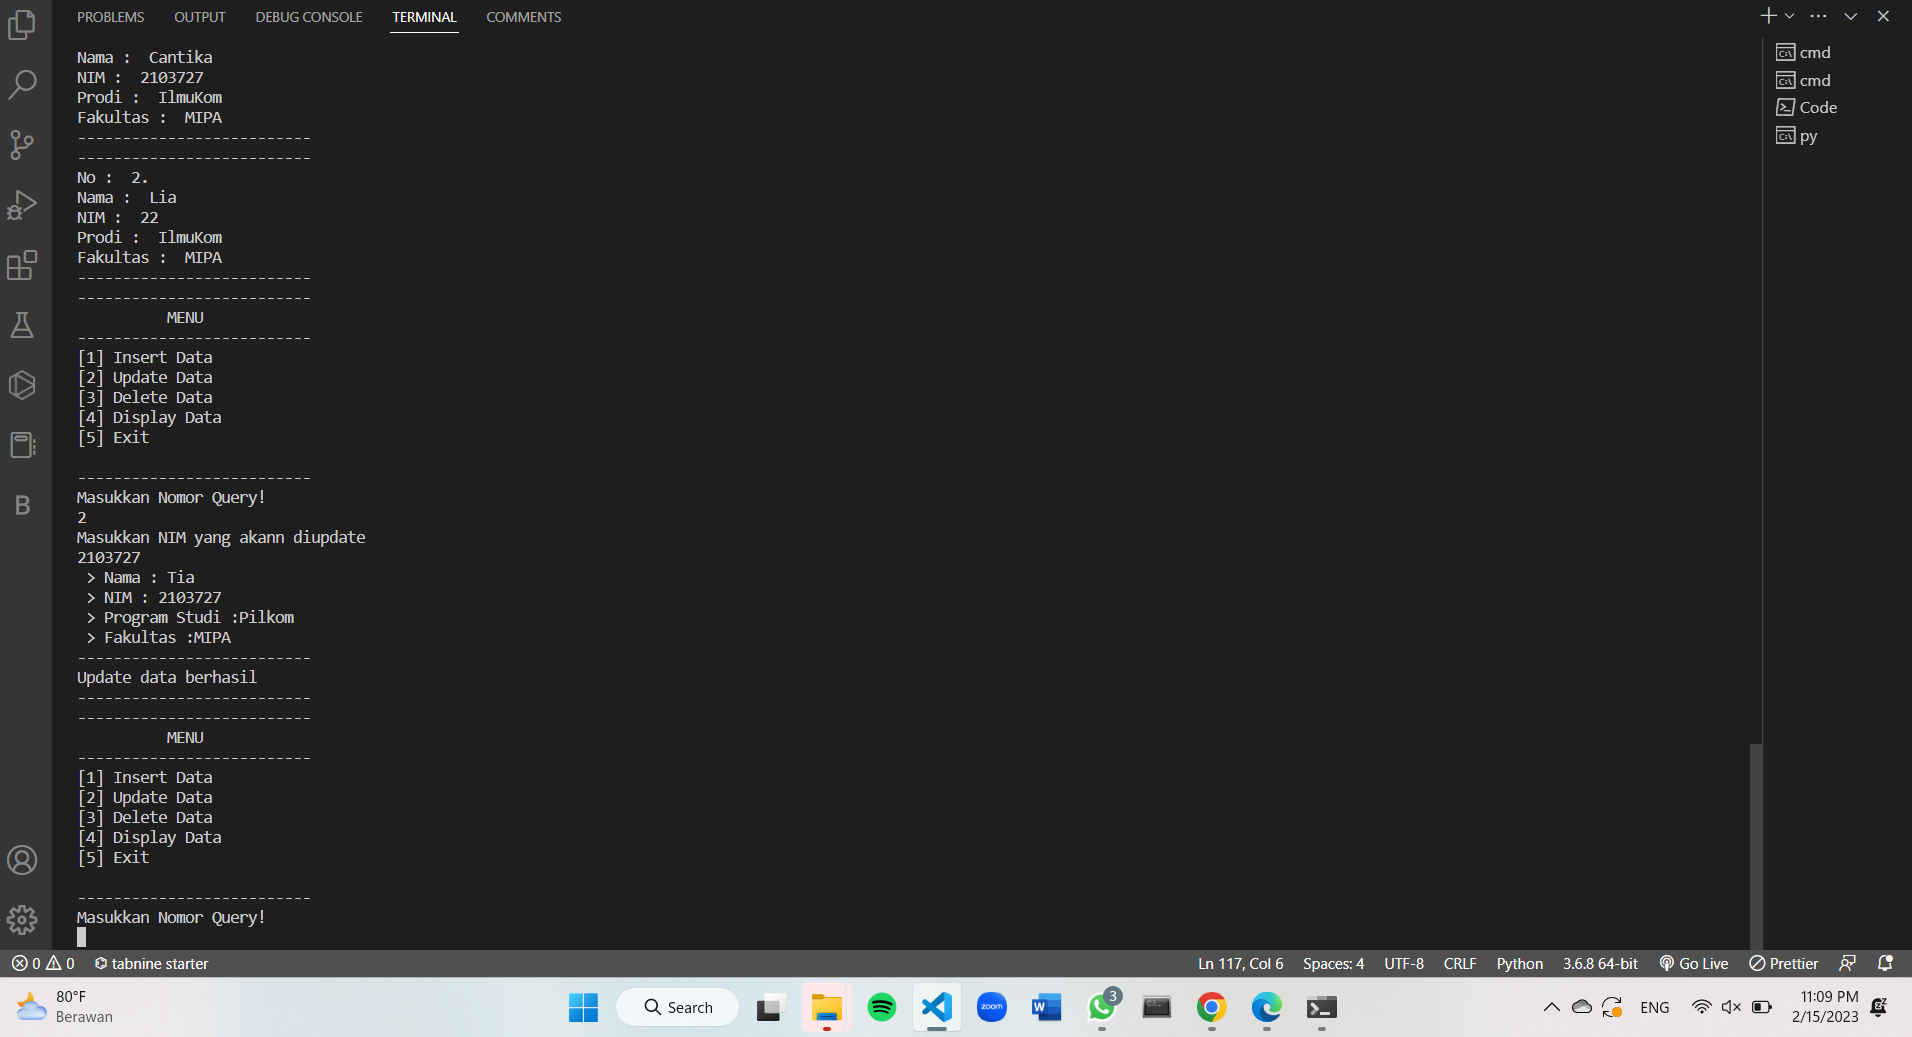 PROBLEMS OUTPUT DEBUG CONSOLE TERMINAL COMMENTS
Nama :  Cantika
NIM :  2103727
Prodi :  IlmuKom
Fakultas :  MIPA
--------------------------
--------------------------
No :  2.
Nama :  Lia
NIM :  22
Prodi :  IlmuKom
Fakultas :  MIPA
--------------------------
--------------------------
          MENU
--------------------------
[1] Insert Data
[2] Update Data
[3] Delete Data
[4] Display Data
[5] Exit
--------------------------
Masukkan Nomor Query!
2
Masukkan NIM yang akann diupdate
2103727
 > Nama : Tia
 > NIM : 2103727
 > Program Studi :Pilkom
 > Fakultas :MIPA
--------------------------
Update data berhasil
--------------------------
--------------------------
          MENU
--------------------------
[1] Insert Data
[2] Update Data
[3] Delete Data
[4] Display Data
[5] Exit
--------------------------
Masukkan Nomor Query!
cmd
cmd
Code
py
B
0 0 tabnine starter Ln 117, Col 6 Spaces: 4 UTF-8 CRLF Python 3.6.8 64-bit Go Live Prettier
80°F
Berawan
Search
zoom
W
3
C:\
ENG
11:09 PM
2/15/2023